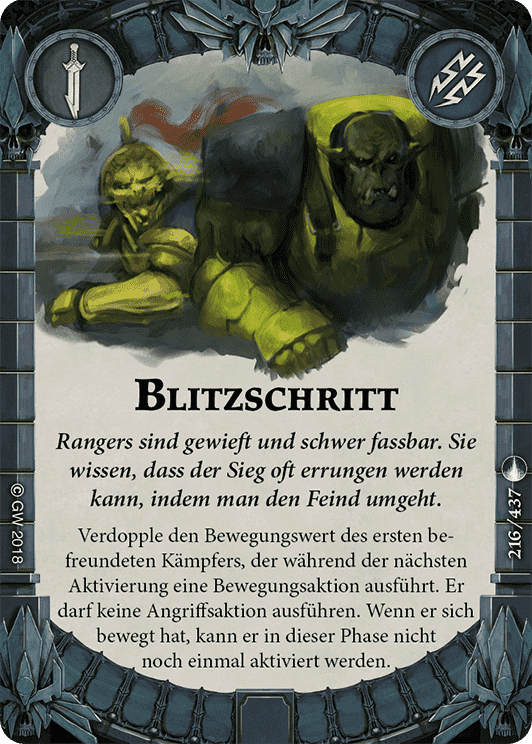 Blitzschritt
Rangers sind gewieft und schwer fassbar. Sie
wissen, dass der Sieg oft errungen werden
kann, indem man den Feind umgeht.
Verdopple den Bewegungswert des ersten be-
freundeten Kämpfers, der während der nächsten
Aktivierung eine Bewegungsaktion ausführt. Er
darf keine Angriffsaktion ausführen. Wenn er sich
bewegt hat, kann er in dieser Phase nicht
noch einmal aktiviert werden.
© GW 2018
216/437